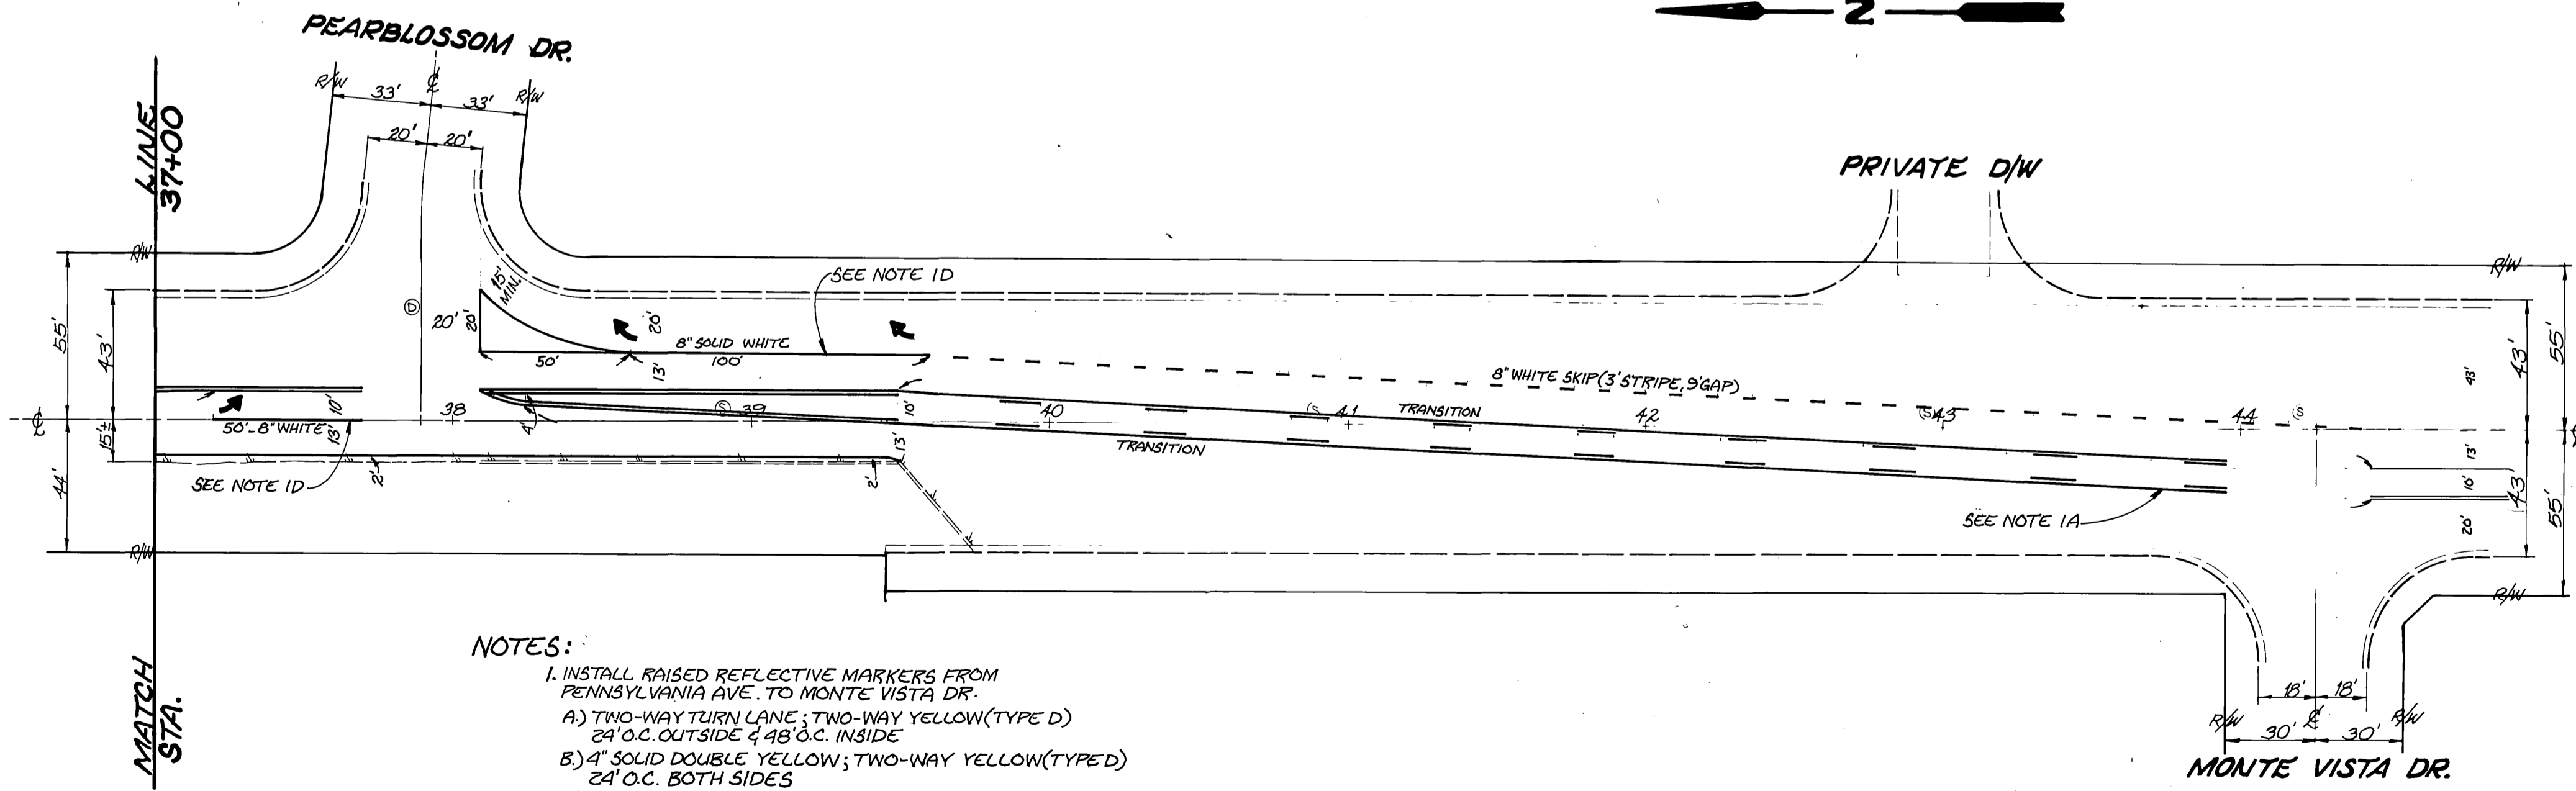 N
PEARBLOSSOM DR.
R/W
℄
R/W
33'
33'
20'
20'
LINE
37+00
MATCH
STA.
PRIVATE D/W
R/W
R/W
55'
43'
15'±
44'
℄
R/W
SEE NOTE 1D
15'
MIN.
Ⓓ
20'
20'
20'
8" SOLID WHITE
50'
100'
13'
8" WHITE SKIP (3' STRIPE, 9' GAP)
10'
13'
50'-8" WHITE
38
4'
Ⓢ
39
10'
13'
40
Ⓢ
41
TRANSITION
42
Ⓢ
43
44
Ⓢ
TRANSITION
SEE NOTE 1D
2'
2'
SEE NOTE 1A
43'
43'
55'
13'
10'
20'
43'
55'
R/W
18'
18'
R/W
℄
R/W
30'
30'
MONTE VISTA DR.
NOTES:
1. INSTALL RAISED REFLECTIVE MARKERS FROM
PENNSYLVANIA AVE. TO MONTE VISTA DR.
A.) TWO-WAY TURN LANE; TWO-WAY YELLOW (TYPE D)
24' O.C. OUTSIDE & 48' O.C. INSIDE
B.) 4" SOLID DOUBLE YELLOW; TWO-WAY YELLOW (TYPE D)
24' O.C. BOTH SIDES